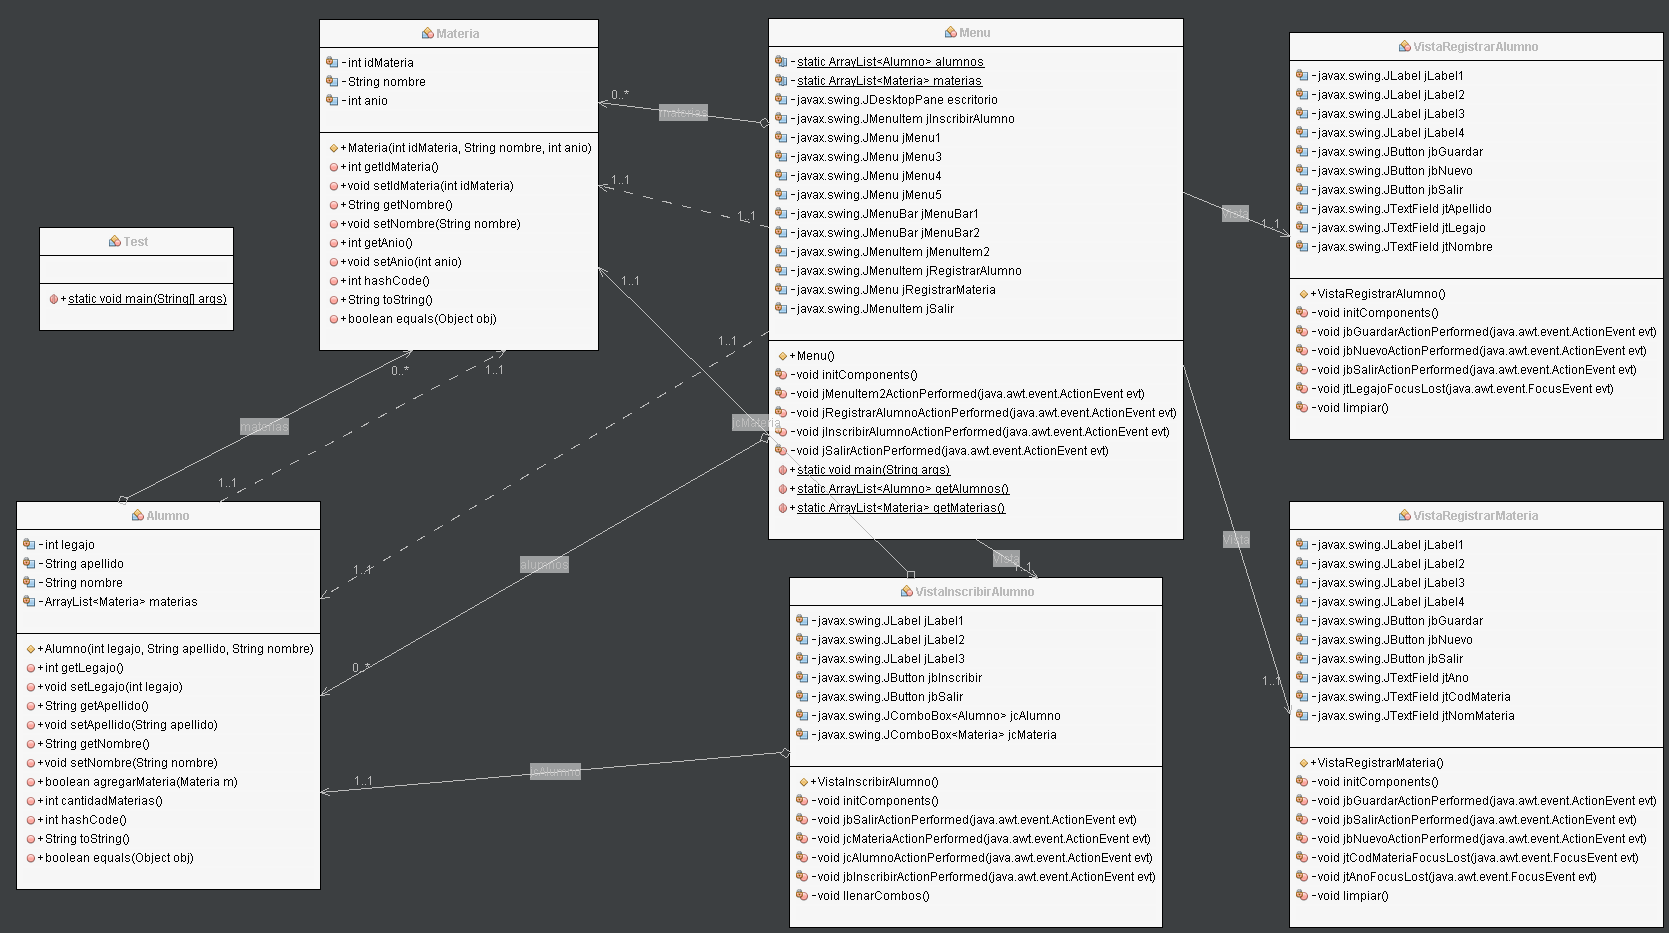 Test
+static void main(String[] args)
Materia
-int idMateria
-String nombre
-int anio
+Materia(int idMateria, String nombre, int anio)
+int getIdMateria()
+void setIdMateria(int idMateria)
+String getNombre()
+void setNombre(String nombre)
+int getAnio()
+void setAnio(int anio)
+int hashCode()
+String toString()
+boolean equals(Object obj)
Alumno
-int legajo
-String apellido
-String nombre
-ArrayList<Materia> materias
+Alumno(int legajo, String apellido, String nombre)
+int getLegajo()
+void setLegajo(int legajo)
+String getApellido()
+void setApellido(String apellido)
+String getNombre()
+void setNombre(String nombre)
+boolean agregarMateria(Materia m)
+int cantidadMaterias()
+int hashCode()
+String toString()
+boolean equals(Object obj)
Menu
-static ArrayList<Alumno> alumnos
-static ArrayList<Materia> materias
-javax.swing.JDesktopPane escritorio
-javax.swing.JMenuItem jInscribirAlumno
-javax.swing.JMenu jMenu1
-javax.swing.JMenu jMenu3
-javax.swing.JMenu jMenu4
-javax.swing.JMenu jMenu5
-javax.swing.JMenuBar jMenuBar1
-javax.swing.JMenuBar jMenuBar2
-javax.swing.JMenuItem jMenuItem2
-javax.swing.JMenuItem jRegistrarAlumno
-javax.swing.JMenu jRegistrarMateria
-javax.swing.JMenuItem jSalir
+Menu()
-void initComponents()
-void jMenuItem2ActionPerformed(java.awt.event.ActionEvent evt)
-void jRegistrarAlumnoActionPerformed(java.awt.event.ActionEvent evt)
-void jInscribirAlumnoActionPerformed(java.awt.event.ActionEvent evt)
-void jSalirActionPerformed(java.awt.event.ActionEvent evt)
+static void main(String args)
+static ArrayList<Alumno> getAlumnos()
+static ArrayList<Materia> getMaterias()
VistaInscribirAlumno
-javax.swing.JLabel jLabel1
-javax.swing.JLabel jLabel2
-javax.swing.JLabel jLabel3
-javax.swing.JButton jbInscribir
-javax.swing.JButton jbSalir
-javax.swing.JComboBox<Alumno> jcAlumno
-javax.swing.JComboBox<Materia> jcMateria
+VistaInscribirAlumno()
-void initComponents()
-void jbSalirActionPerformed(java.awt.event.ActionEvent evt)
-void jcMateriaActionPerformed(java.awt.event.ActionEvent evt)
-void jcAlumnoActionPerformed(java.awt.event.ActionEvent evt)
-void jbInscribirActionPerformed(java.awt.event.ActionEvent evt)
-void llenarCombos()
VistaRegistrarAlumno
-javax.swing.JLabel jLabel1
-javax.swing.JLabel jLabel2
-javax.swing.JLabel jLabel3
-javax.swing.JLabel jLabel4
-javax.swing.JButton jbGuardar
-javax.swing.JButton jbNuevo
-javax.swing.JButton jbSalir
-javax.swing.JTextField jtApellido
-javax.swing.JTextField jtLegajo
-javax.swing.JTextField jtNombre
+VistaRegistrarAlumno()
-void initComponents()
-void jbGuardarActionPerformed(java.awt.event.ActionEvent evt)
-void jbNuevoActionPerformed(java.awt.event.ActionEvent evt)
-void jbSalirActionPerformed(java.awt.event.ActionEvent evt)
-void jtLegajoFocusLost(java.awt.event.FocusEvent evt)
-void limpiar()
VistaRegistrarMateria
-javax.swing.JLabel jLabel1
-javax.swing.JLabel jLabel2
-javax.swing.JLabel jLabel3
-javax.swing.JLabel jLabel4
-javax.swing.JButton jbGuardar
-javax.swing.JButton jbNuevo
-javax.swing.JButton jbSalir
-javax.swing.JTextField jtAno
-javax.swing.JTextField jtCodMateria
-javax.swing.JTextField jtNomMateria
+VistaRegistrarMateria()
-void initComponents()
-void jbGuardarActionPerformed(java.awt.event.ActionEvent evt)
-void jbSalirActionPerformed(java.awt.event.ActionEvent evt)
-void jbNuevoActionPerformed(java.awt.event.ActionEvent evt)
-void jtCodMateriaFocusLost(java.awt.event.FocusEvent evt)
-void jtAnoFocusLost(java.awt.event.FocusEvent evt)
-void limpiar()
0..*
materias
1..1
1..1
1..1
1..1
jcMateria
0..*
1..1
materias
1..1
alumnos
1..1
0..*
jcAlumno
1..1
Vista
1..1
Vista
1..1
Vista
1..1